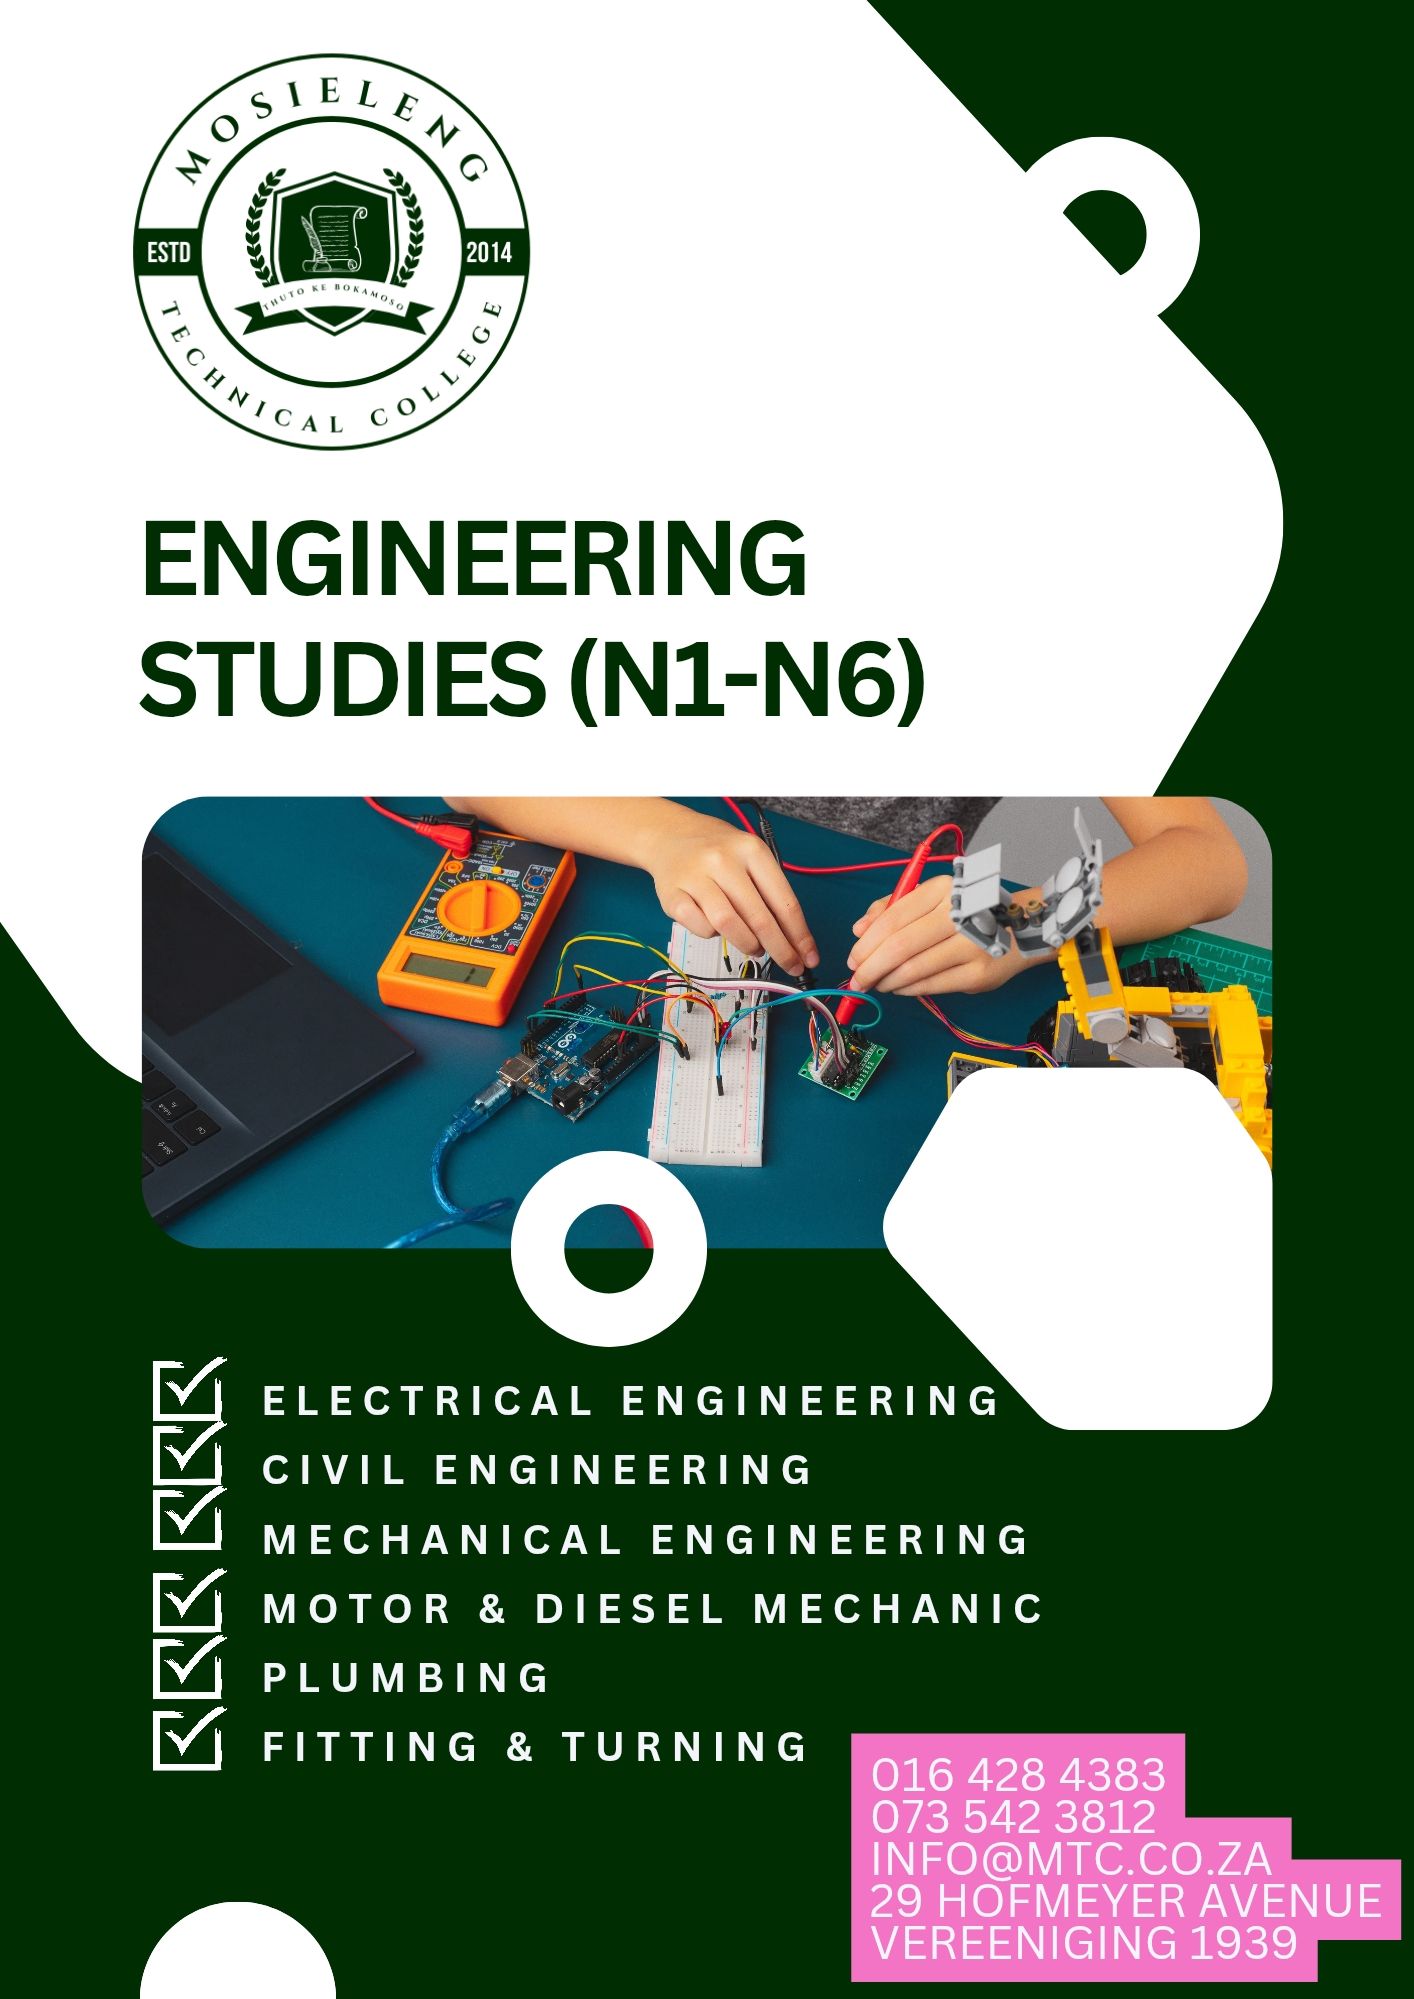 MOSIELENG
ESTD
2014
THUTO KE BOKAMOSO
TECHNICAL COLLEGE
ENGINEERING
STUDIES (N1-N6)
ELECTRICAL ENGINEERING
CIVIL ENGINEERING
MECHANICAL ENGINEERING
MOTOR & DIESEL MECHANIC
PLUMBING
FITTING & TURNING
016 428 4383
073 542 3812
INFO@MTC.CO.ZA
29 HOFMEYER AVENUE
VEREENIGING 1939